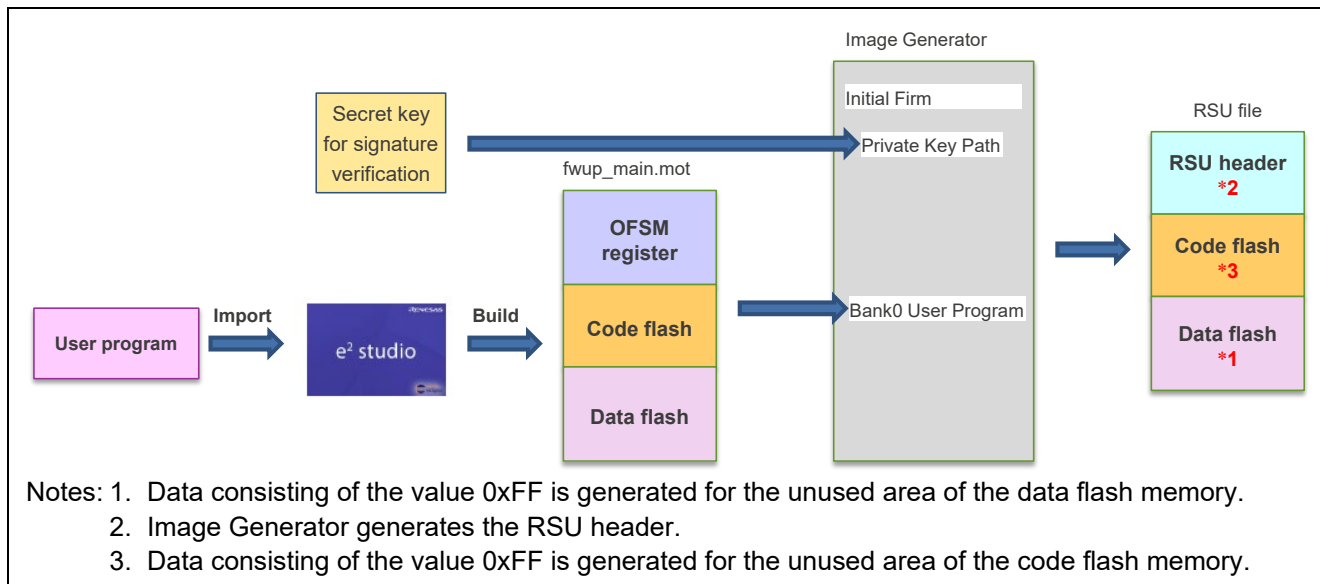 Image Generator
Initial Firm
Secret key
for signature
verification
Private Key Path
RSU file
fwup_main.mot
RSU header
*2
OFSM
register
Code flash
*3
User program
Import
RENESAS
e² studio
Build
Code flash
Bank0 User Program
Data flash
*1
Data flash
Notes: 1. Data consisting of the value 0xFF is generated for the unused area of the data flash memory.
2. Image Generator generates the RSU header.
3. Data consisting of the value 0xFF is generated for the unused area of the code flash memory.